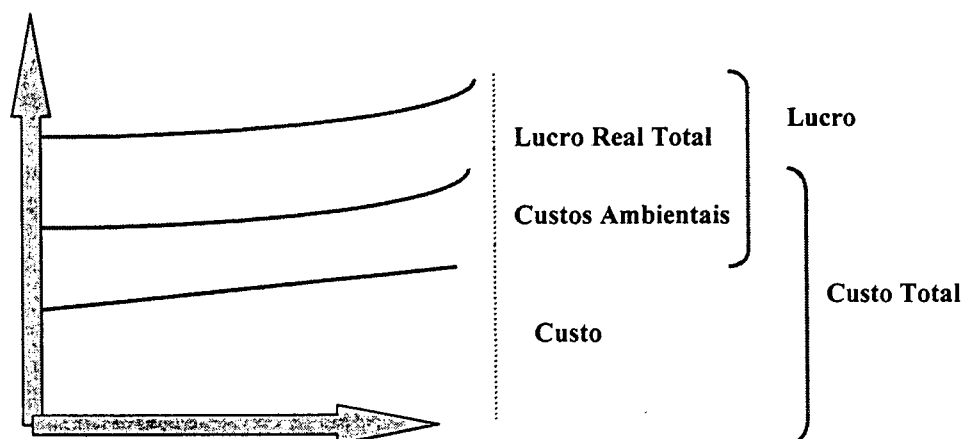 Lucro Real Total
Lucro
Custos Ambientais
Custo Total
Custo